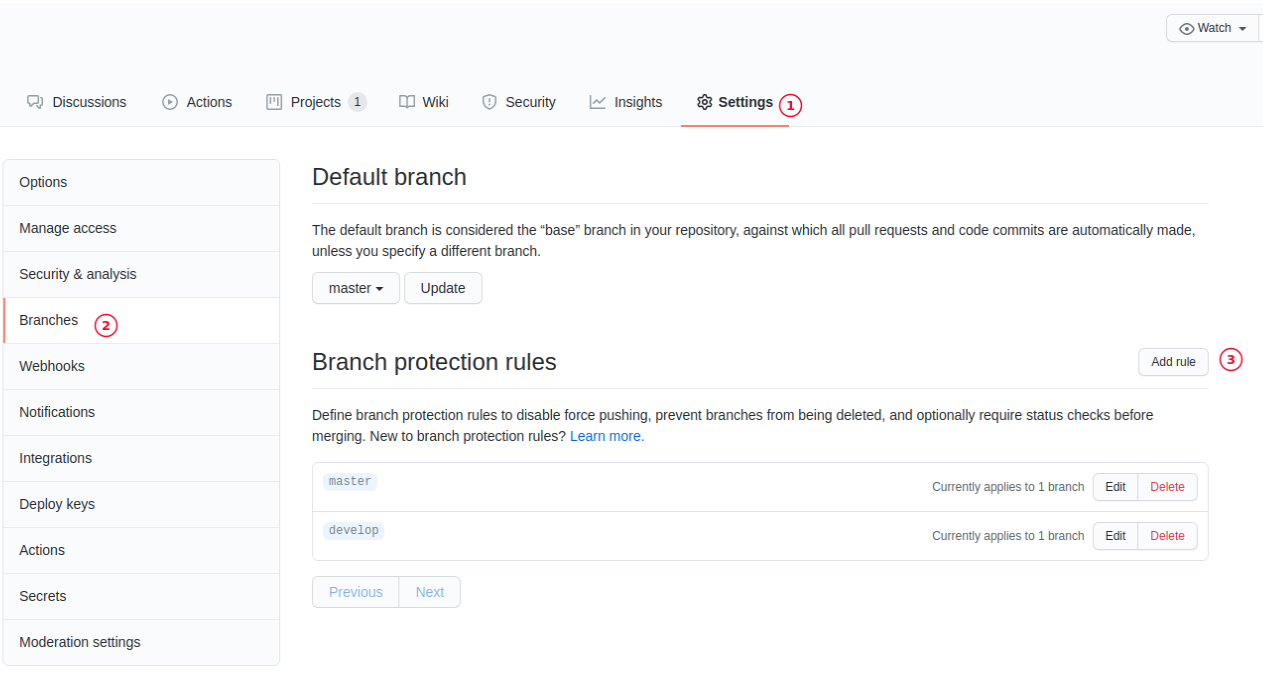 Watch
Discussions Actions Projects 1 Wiki Security Insights Settings 1
Options
Manage access
Security & analysis
Branches 2
Webhooks
Notifications
Integrations
Deploy keys
Actions
Secrets
Moderation settings
Default branch
The default branch is considered the “base” branch in your repository, against which all pull requests and code commits are automatically made,
unless you specify a different branch.
master Update
Branch protection rules Add rule 3
Define branch protection rules to disable force pushing, prevent branches from being deleted, and optionally require status checks before
merging. New to branch protection rules? Learn more.
master Currently applies to 1 branch Edit Delete
develop Currently applies to 1 branch Edit Delete
Previous Next